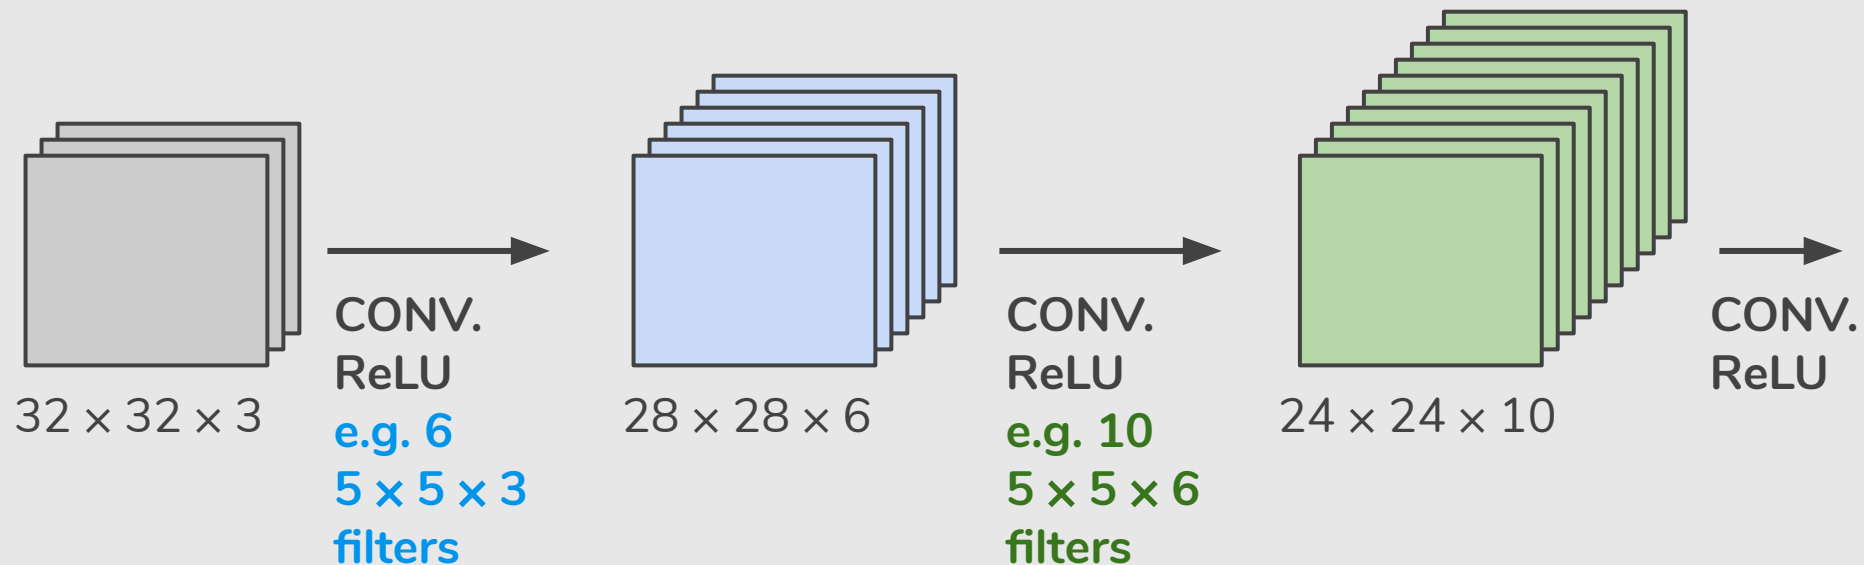 32 × 32 × 3
CONV.
ReLU
e.g. 6
5 × 5 × 3
filters
28 × 28 × 6
CONV.
ReLU
e.g. 10
5 × 5 × 6
filters
24 × 24 × 10
CONV.
ReLU